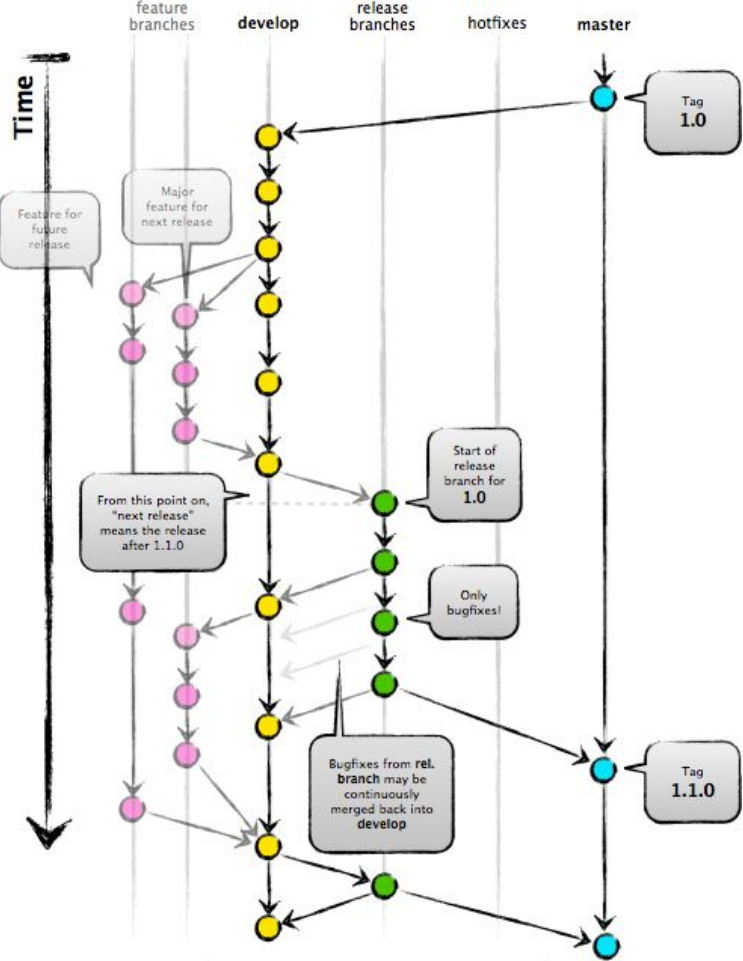 feature
branches
develop
release
branches
hotfixes
master
Time
Tag
1.0
Major
feature for
next release
Feature for
future
release
Start of
release
branch for
1.0
From this point on,
"next release"
means the release
after 1.1.0
Only
bugfixes!
Bugfixes from rel.
branch may be
continuously
merged back into
develop
Tag
1.1.0